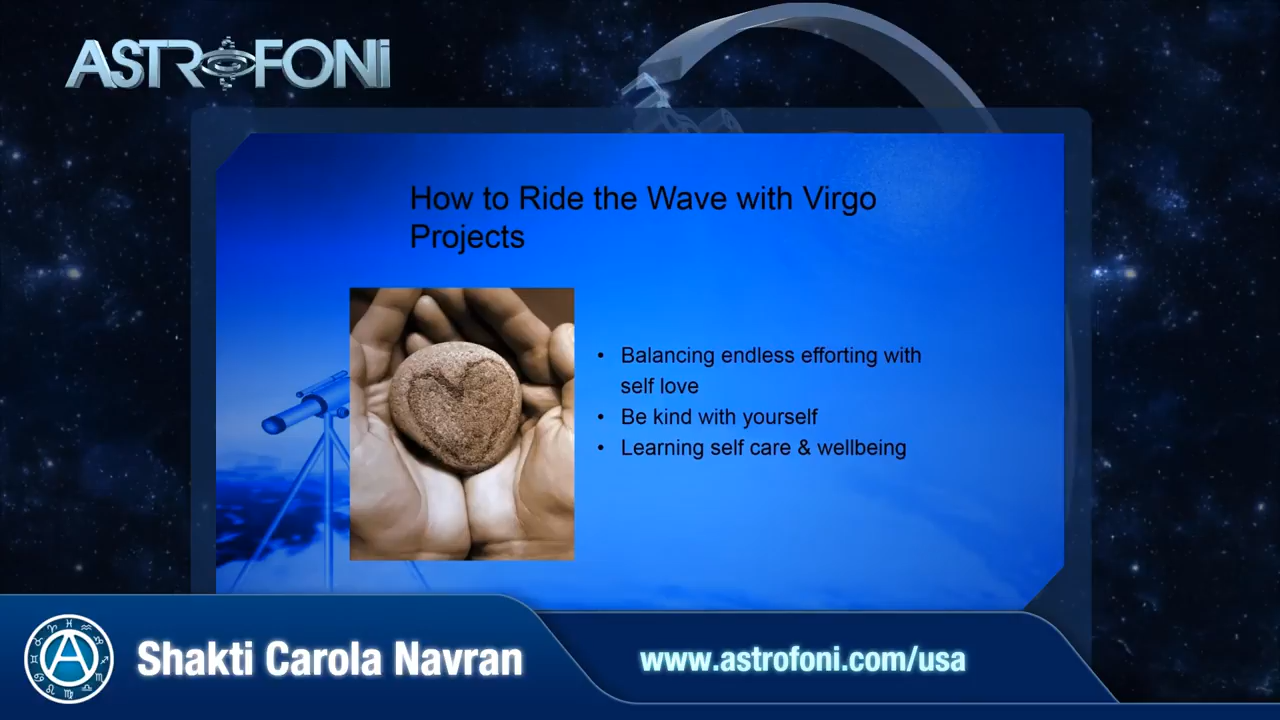 ASTROFONi
How to Ride the Wave with Virgo
Projects
• Balancing endless efforting with
self love
• Be kind with yourself
• Learning self care & wellbeing
Shakti Carola Navran
www.astrofoni.com/usa